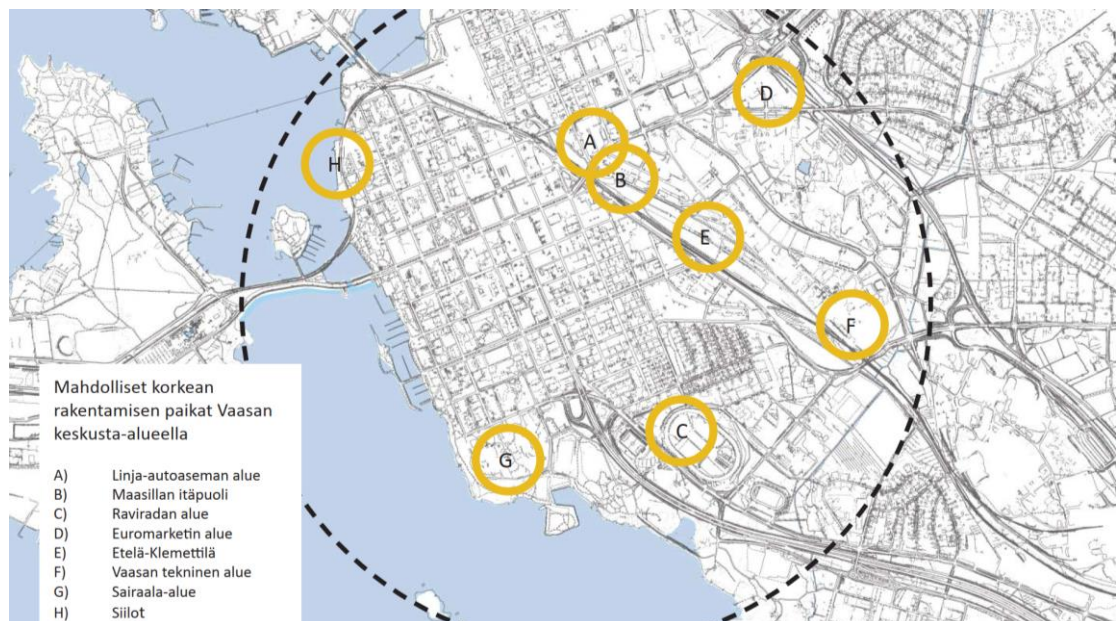 D
A
H
B
E
F
C
G
Mahdolliset korkean
rakentamisen paikat Vaasan
keskusta-alueella
A) Linja-autoaseman alue
B) Maasillan itäpuoli
C) Raviradan alue
D) Euromarketin alue
E) Etelä-Klemettilä
F) Vaasan tekninen alue
G) Sairaala-alue
H) Siilot